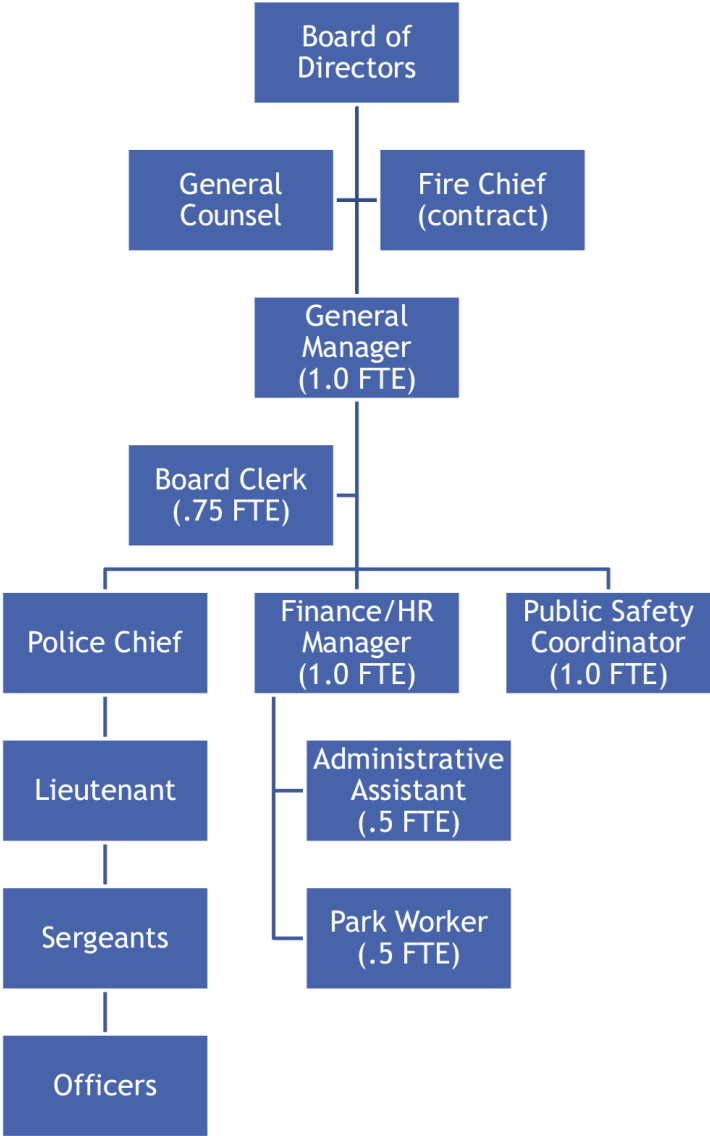 Board of
Directors
General
Counsel
Fire Chief
(contract)
General
Manager
(1.0 FTE)
Board Clerk
(.75 FTE)
Police Chief
Finance/HR
Manager
(1.0 FTE)
Public Safety
Coordinator
(1.0 FTE)
Lieutenant
Administrative
Assistant
(.5 FTE)
Sergeants
Park Worker
(.5 FTE)
Officers